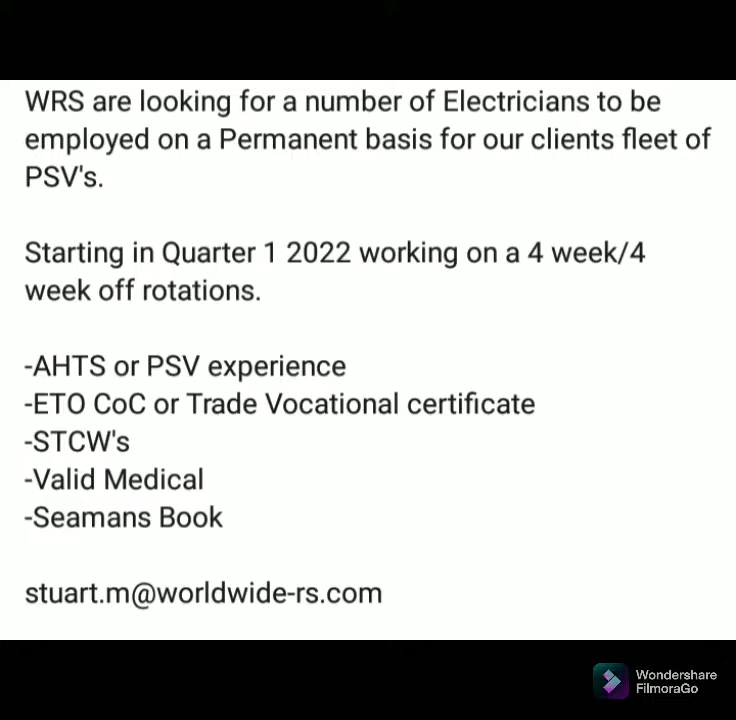 WRS are looking for a number of Electricians to be
employed on a Permanent basis for our clients fleet of
PSV's.
Starting in Quarter 1 2022 working on a 4 week/4
week off rotations.
-AHTS or PSV experience
-ETO CoC or Trade Vocational certificate
-STCW's
-Valid Medical
-Seamans Book
stuart.m@worldwide-rs.com
Wondershare
FilmoraGo